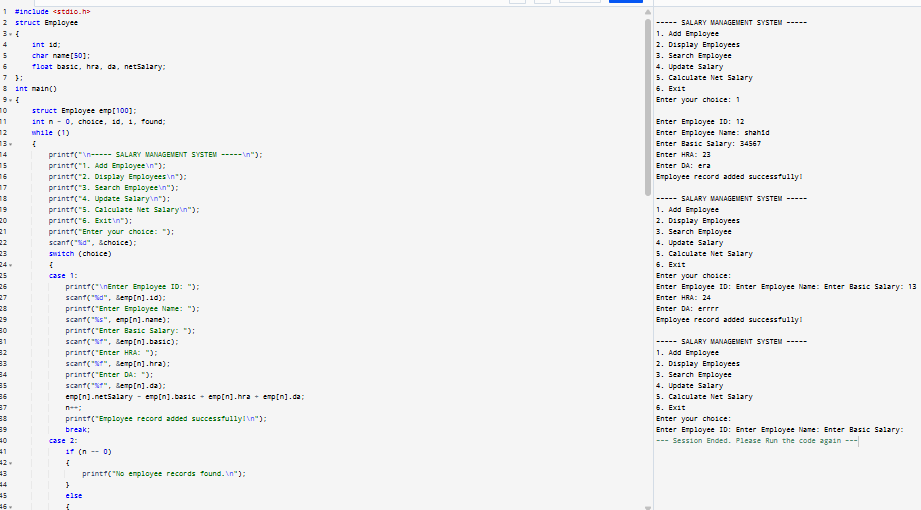 1 #include <stdio.h>
2 struct Employee
3 {
4 int id;
5 char name[50];
6 float basic, hra, da, netSalary;
7 };
8 int main()
9 {
10 struct Employee emp[100];
11 int n = 0, choice, id, i, found;
12 while (1)
13 {
14 printf("\n----- SALARY MANAGEMENT SYSTEM -----\n");
15 printf("1. Add Employee\n");
16 printf("2. Display Employees\n");
17 printf("3. Search Employee\n");
18 printf("4. Update Salary\n");
19 printf("5. Calculate Net Salary\n");
20 printf("6. Exit\n");
21 printf("Enter your choice: ");
22 scanf("%d", &choice);
23 switch (choice)
24 {
25 case 1:
26 printf("\nEnter Employee ID: ");
27 scanf("%d", &emp[n].id);
28 printf("Enter Employee Name: ");
29 scanf("%s", emp[n].name);
30 printf("Enter Basic Salary: ");
31 scanf("%f", &emp[n].basic);
32 printf("Enter HRA: ");
33 scanf("%f", &emp[n].hra);
34 printf("Enter DA: ");
35 scanf("%f", &emp[n].da);
36 emp[n].netSalary = emp[n].basic + emp[n].hra + emp[n].da;
37 n++;
38 printf("Employee record added successfully!\n");
39 break;
40 case 2:
41 if (n == 0)
42 {
43 printf("No employee records found.\n");
44 }
45 else
46 {
----- SALARY MANAGEMENT SYSTEM -----
1. Add Employee
2. Display Employees
3. Search Employee
4. Update Salary
5. Calculate Net Salary
6. Exit
Enter your choice: 1
Enter Employee ID: 12
Enter Employee Name: shahid
Enter Basic Salary: 34567
Enter HRA: 23
Enter DA: era
Employee record added successfully!
----- SALARY MANAGEMENT SYSTEM -----
1. Add Employee
2. Display Employees
3. Search Employee
4. Update Salary
5. Calculate Net Salary
6. Exit
Enter your choice:
Enter Employee ID: Enter Employee Name: Enter Basic Salary: 13
Enter HRA: 24
Enter DA: errrr
Employee record added successfully!
----- SALARY MANAGEMENT SYSTEM -----
1. Add Employee
2. Display Employees
3. Search Employee
4. Update Salary
5. Calculate Net Salary
6. Exit
Enter your choice:
Enter Employee ID: Enter Employee Name: Enter Basic Salary:
--- Session Ended. Please Run the code again ---